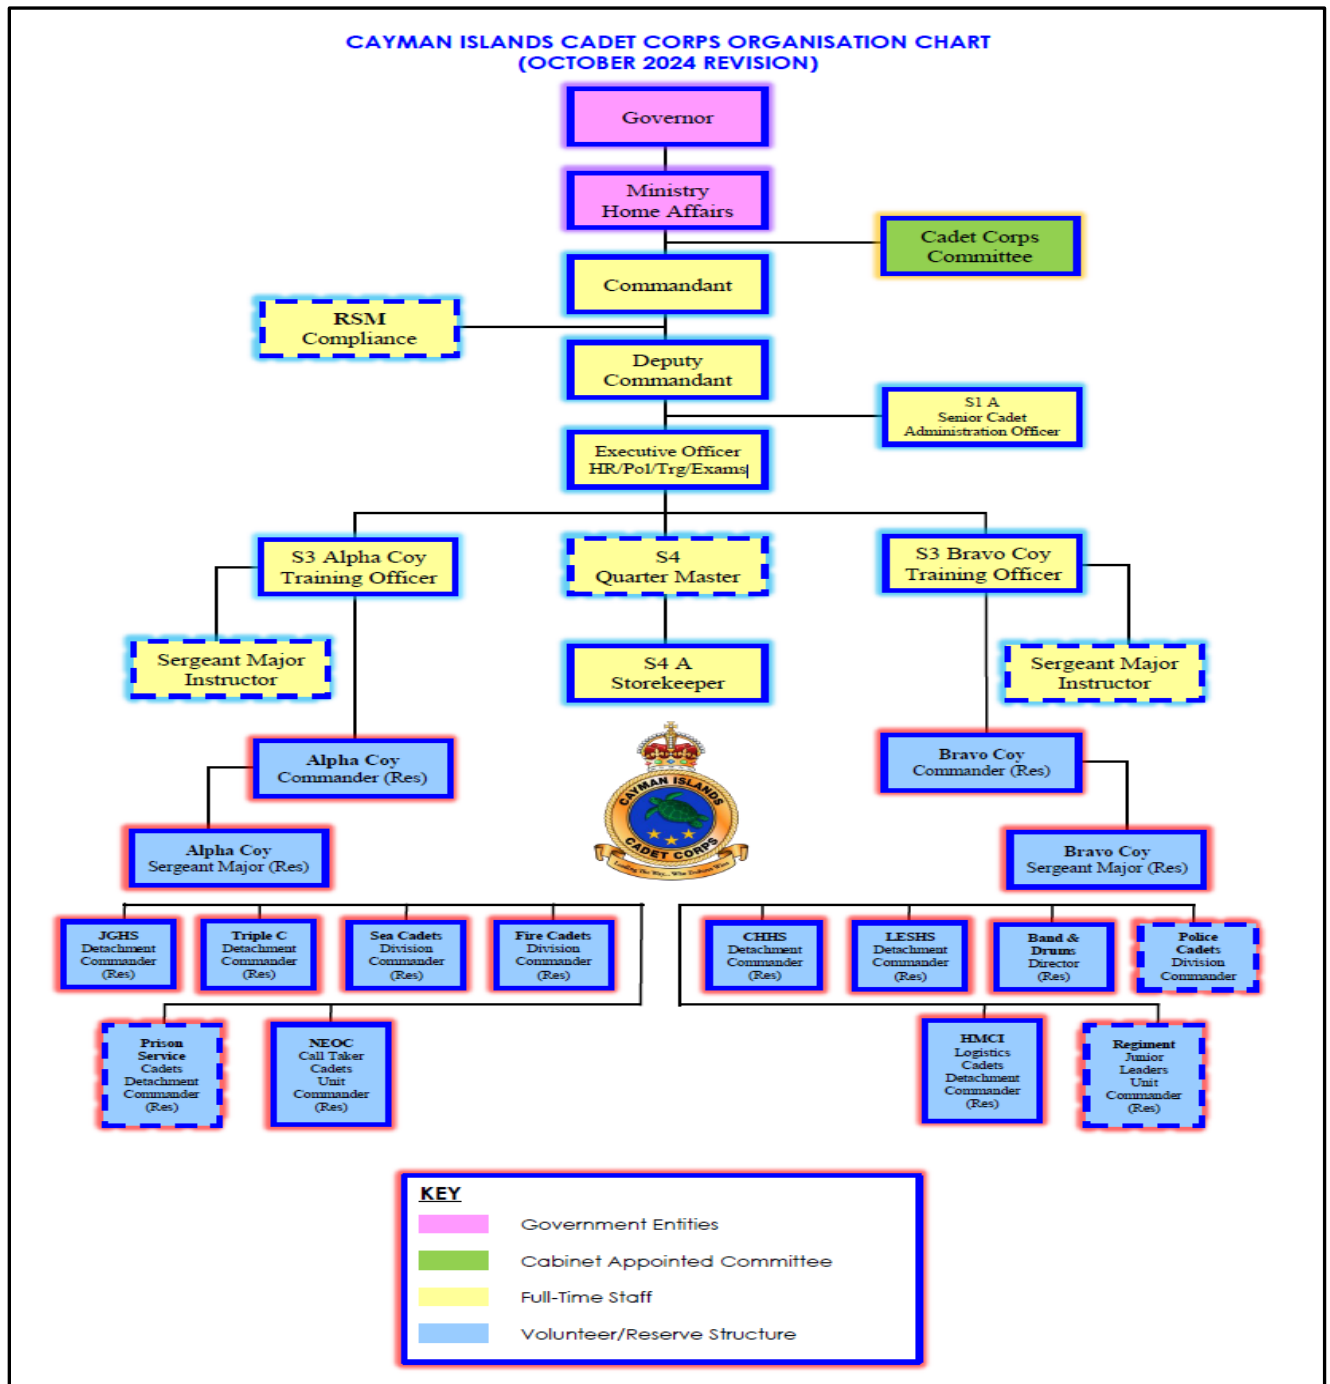 CAYMAN ISLANDS CADET CORPS ORGANISATION CHART
(OCTOBER 2024 REVISION)
Governor
Ministry
Home Affairs
Cadet Corps
Committee
Commandant
RSM
Compliance
Deputy
Commandant
S1 A
Senior Cadet
Administration Officer
Executive Officer
HR/Pol/Trg/Exams
S3 Alpha Coy
Training Officer
S4
Quarter Master
S3 Bravo Coy
Training Officer
Sergeant Major
Instructor
S4 A
Storekeeper
Sergeant Major
Instructor
Alpha Coy
Commander (Res)
CAYMAN ISLANDS
CADET CORPS
Bravo Coy
Commander (Res)
Alpha Coy
Sergeant Major (Res)
Bravo Coy
Sergeant Major (Res)
JGHS
Detachment
Commander
(Res)
Triple C
Detachment
Commander
(Res)
Sea Cadets
Division
Commander
(Res)
Fire Cadets
Division
Commander
(Res)
CHHS
Detachment
Commander
(Res)
LESHS
Detachment
Commander
(Res)
Band &
Drums
Director
(Res)
Police
Cadets
Division
Commander
Prison
Service
Cadets
Detachment
Commander
(Res)
NEOC
Call Taker
Cadets
Unit
Commander
(Res)
HMCI
Logistics
Cadets
Detachment
Commander
(Res)
Regiment
Junior
Leaders
Unit
Commander
(Res)
KEY
Government Entities
Cabinet Appointed Committee
Full-Time Staff
Volunteer/Reserve Structure